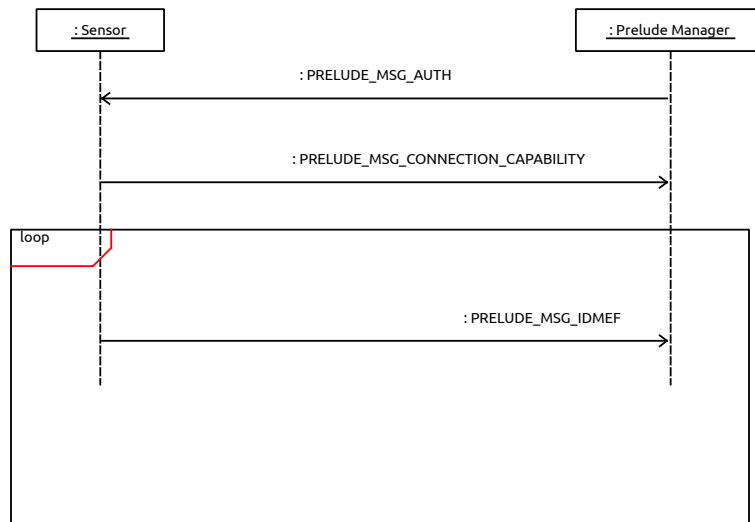 : Sensor
: Prelude Manager
: PRELUDE_MSG_AUTH
: PRELUDE_MSG_CONNECTION_CAPABILITY
loop
: PRELUDE_MSG_IDMEF